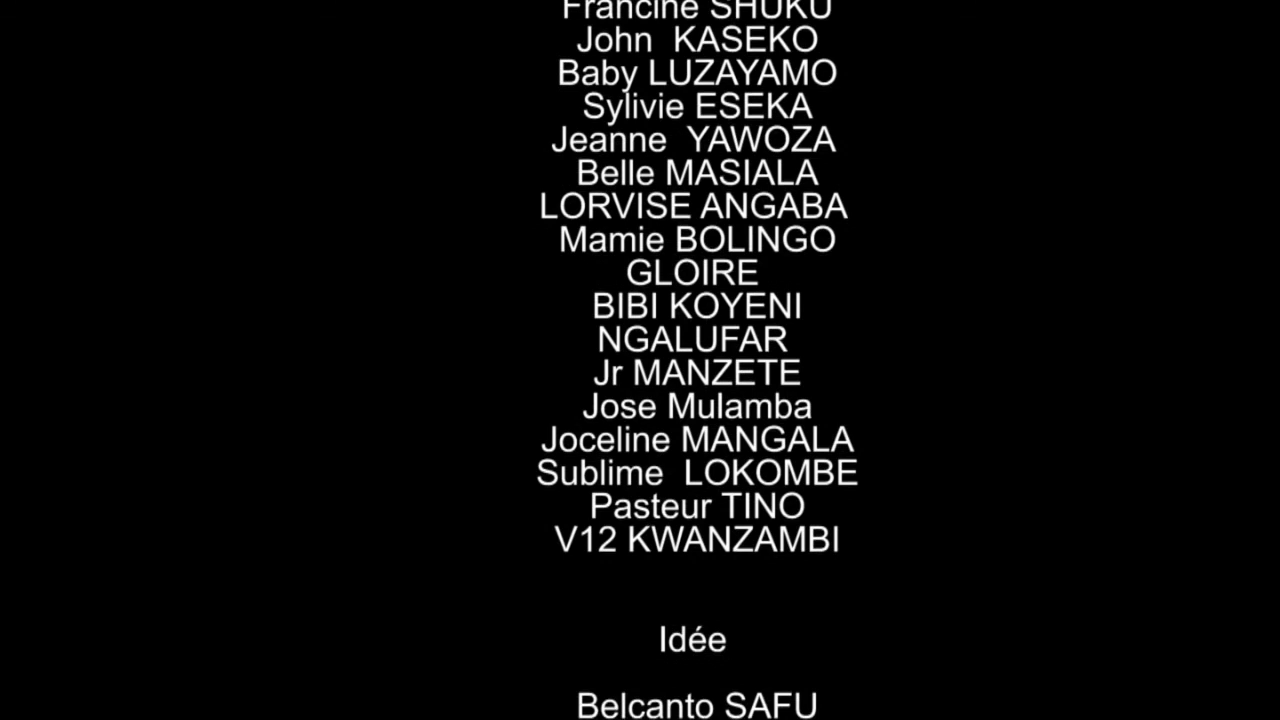 Francine SHUKU
John KASEKO
Baby LUZAYAMO
Sylivie ESEKA
Jeanne YAWOZA
Belle MASIALA
LORVISE ANGABA
Mamie BOLINGO
GLOIRE
BIBI KOYENI
NGALUFAR
Jr MANZETE
Jose Mulamba
Joceline MANGALA
Sublime LOKOMBE
Pasteur TINO
V12 KWANZAMBI
Idée
Belcanto SAFU